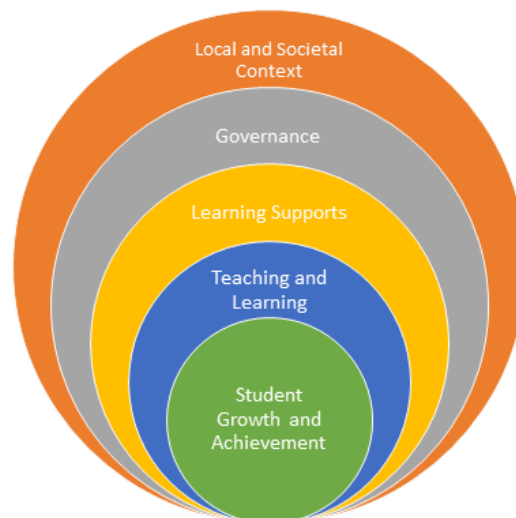 Local and Societal
Context
Governance
Learning Supports
Teaching and
Learning
Student
Growth and
Achievement